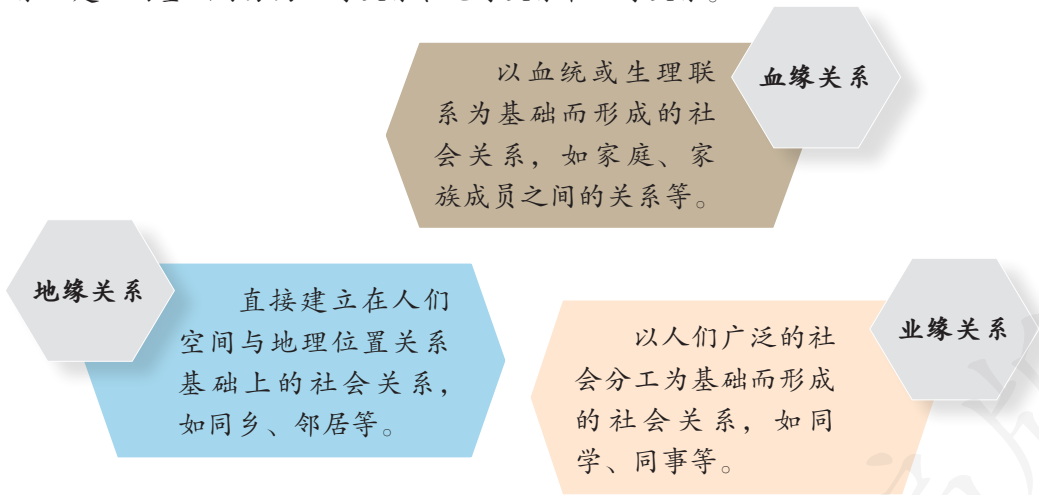 血缘关系
以血统或生理联
系为基础而形成的社
会关系，如家庭、家
族成员之间的关系等。
地缘关系
直接建立在人们
空间与地理位置关系
基础上的社会关系，
如同乡、邻居等。
业缘关系
以人们广泛的社
会分工为基础而形成
的社会关系，如同
学、同事等。